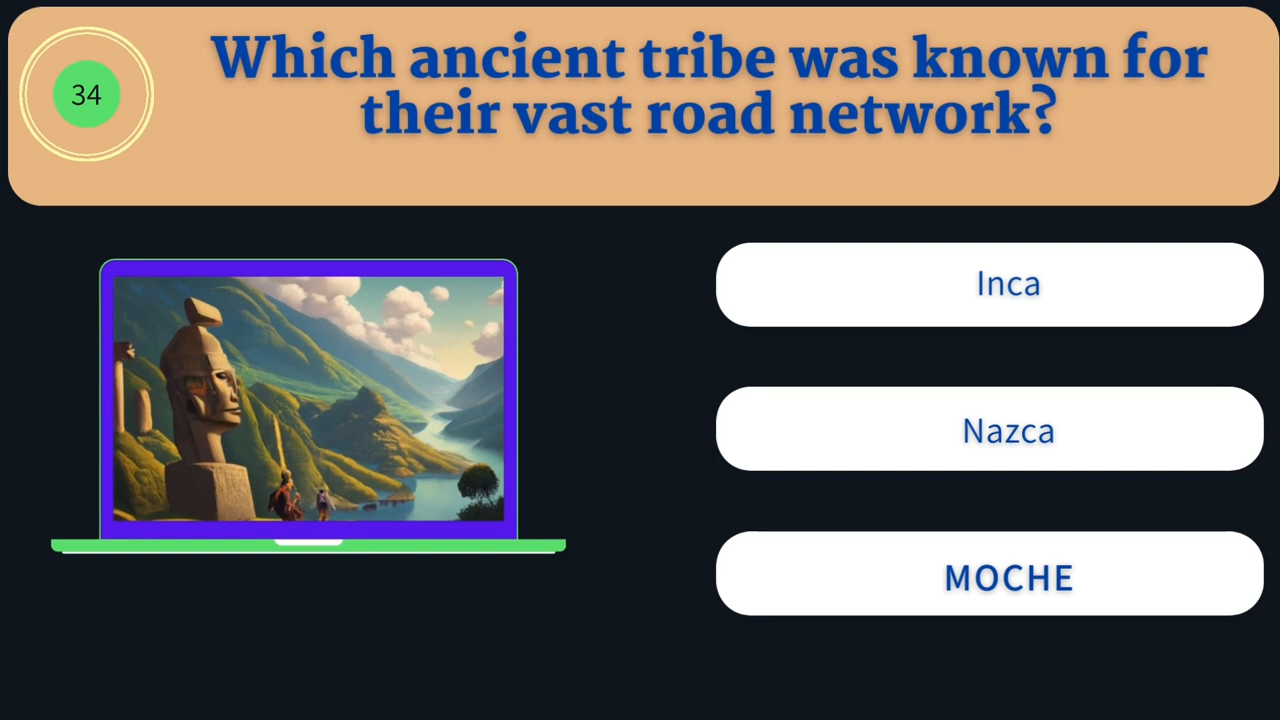 34
Which ancient tribe was known for
their vast road network?
Inca
Nazca
MOCHE